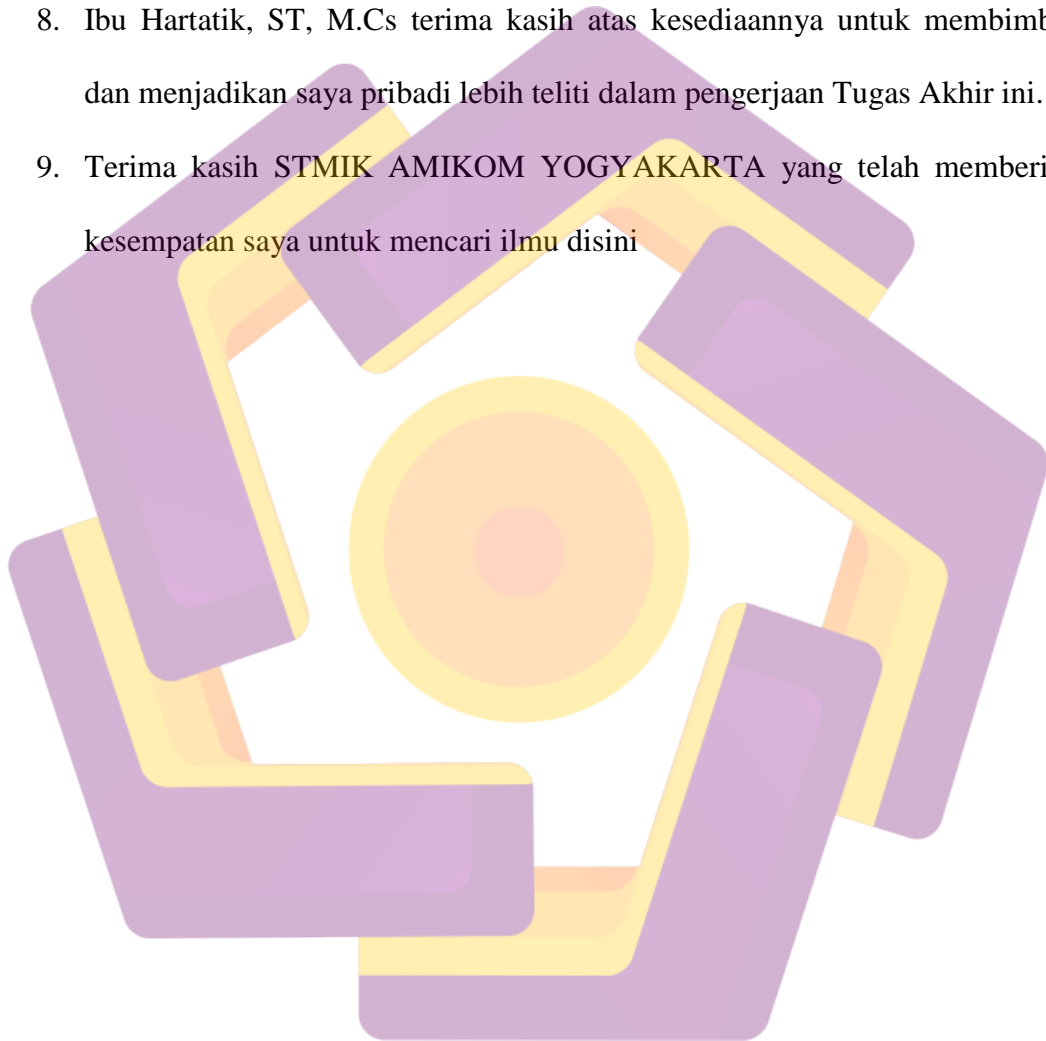 8. Ibu Hartatik, ST, M.Cs terima kasih atas kesediaannya untuk membimb
dan menjadikan saya pribadi lebih teliti dalam pengerjaan Tugas Akhir ini.
9. Terima kasih STMIK AMIKOM YOGYAKARTA yang telah memberi
kesempatan saya untuk mencari ilmu disini